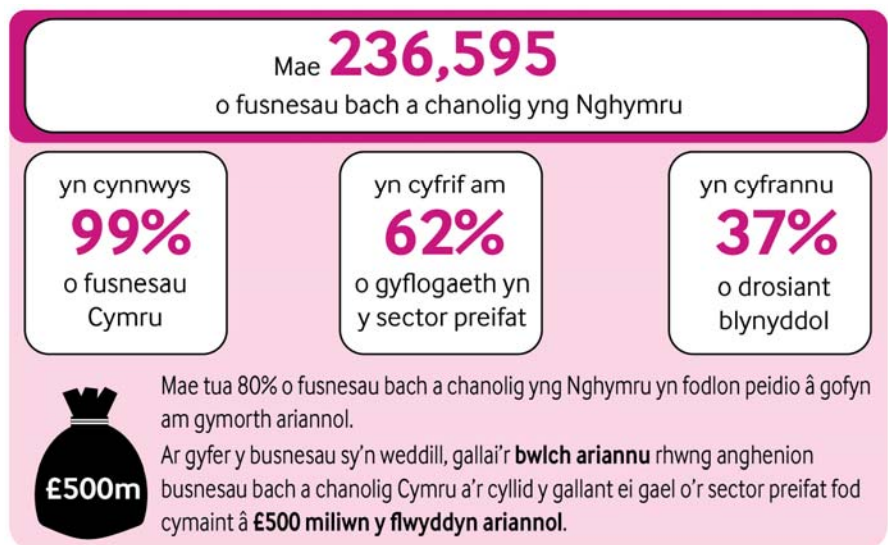 Mae 236,595
o fusnesau bach a chanolig yng Nghymru
yn cynnwys
99%
o fusnesau
Cymru
yn cyfrif am
62%
o gyflogaeth yn
y sector preifat
yn cyfrannu
37%
o drosiant
blynyddol
Mae tua 80% o fusnesau bach a chanolig yng Nghymru yn fodlon peidio â gofyn
am gymorth ariannol.
Ar gyfer y busnesau sy'n weddill, gallai'r bwlch ariannu rhwng anghenion
busnesau bach a chanolig Cymru a'r cyllid y gallant ei gael o'r sector preifat fod
cymaint â £500 miliwn y flwyddyn ariannol.
£500m